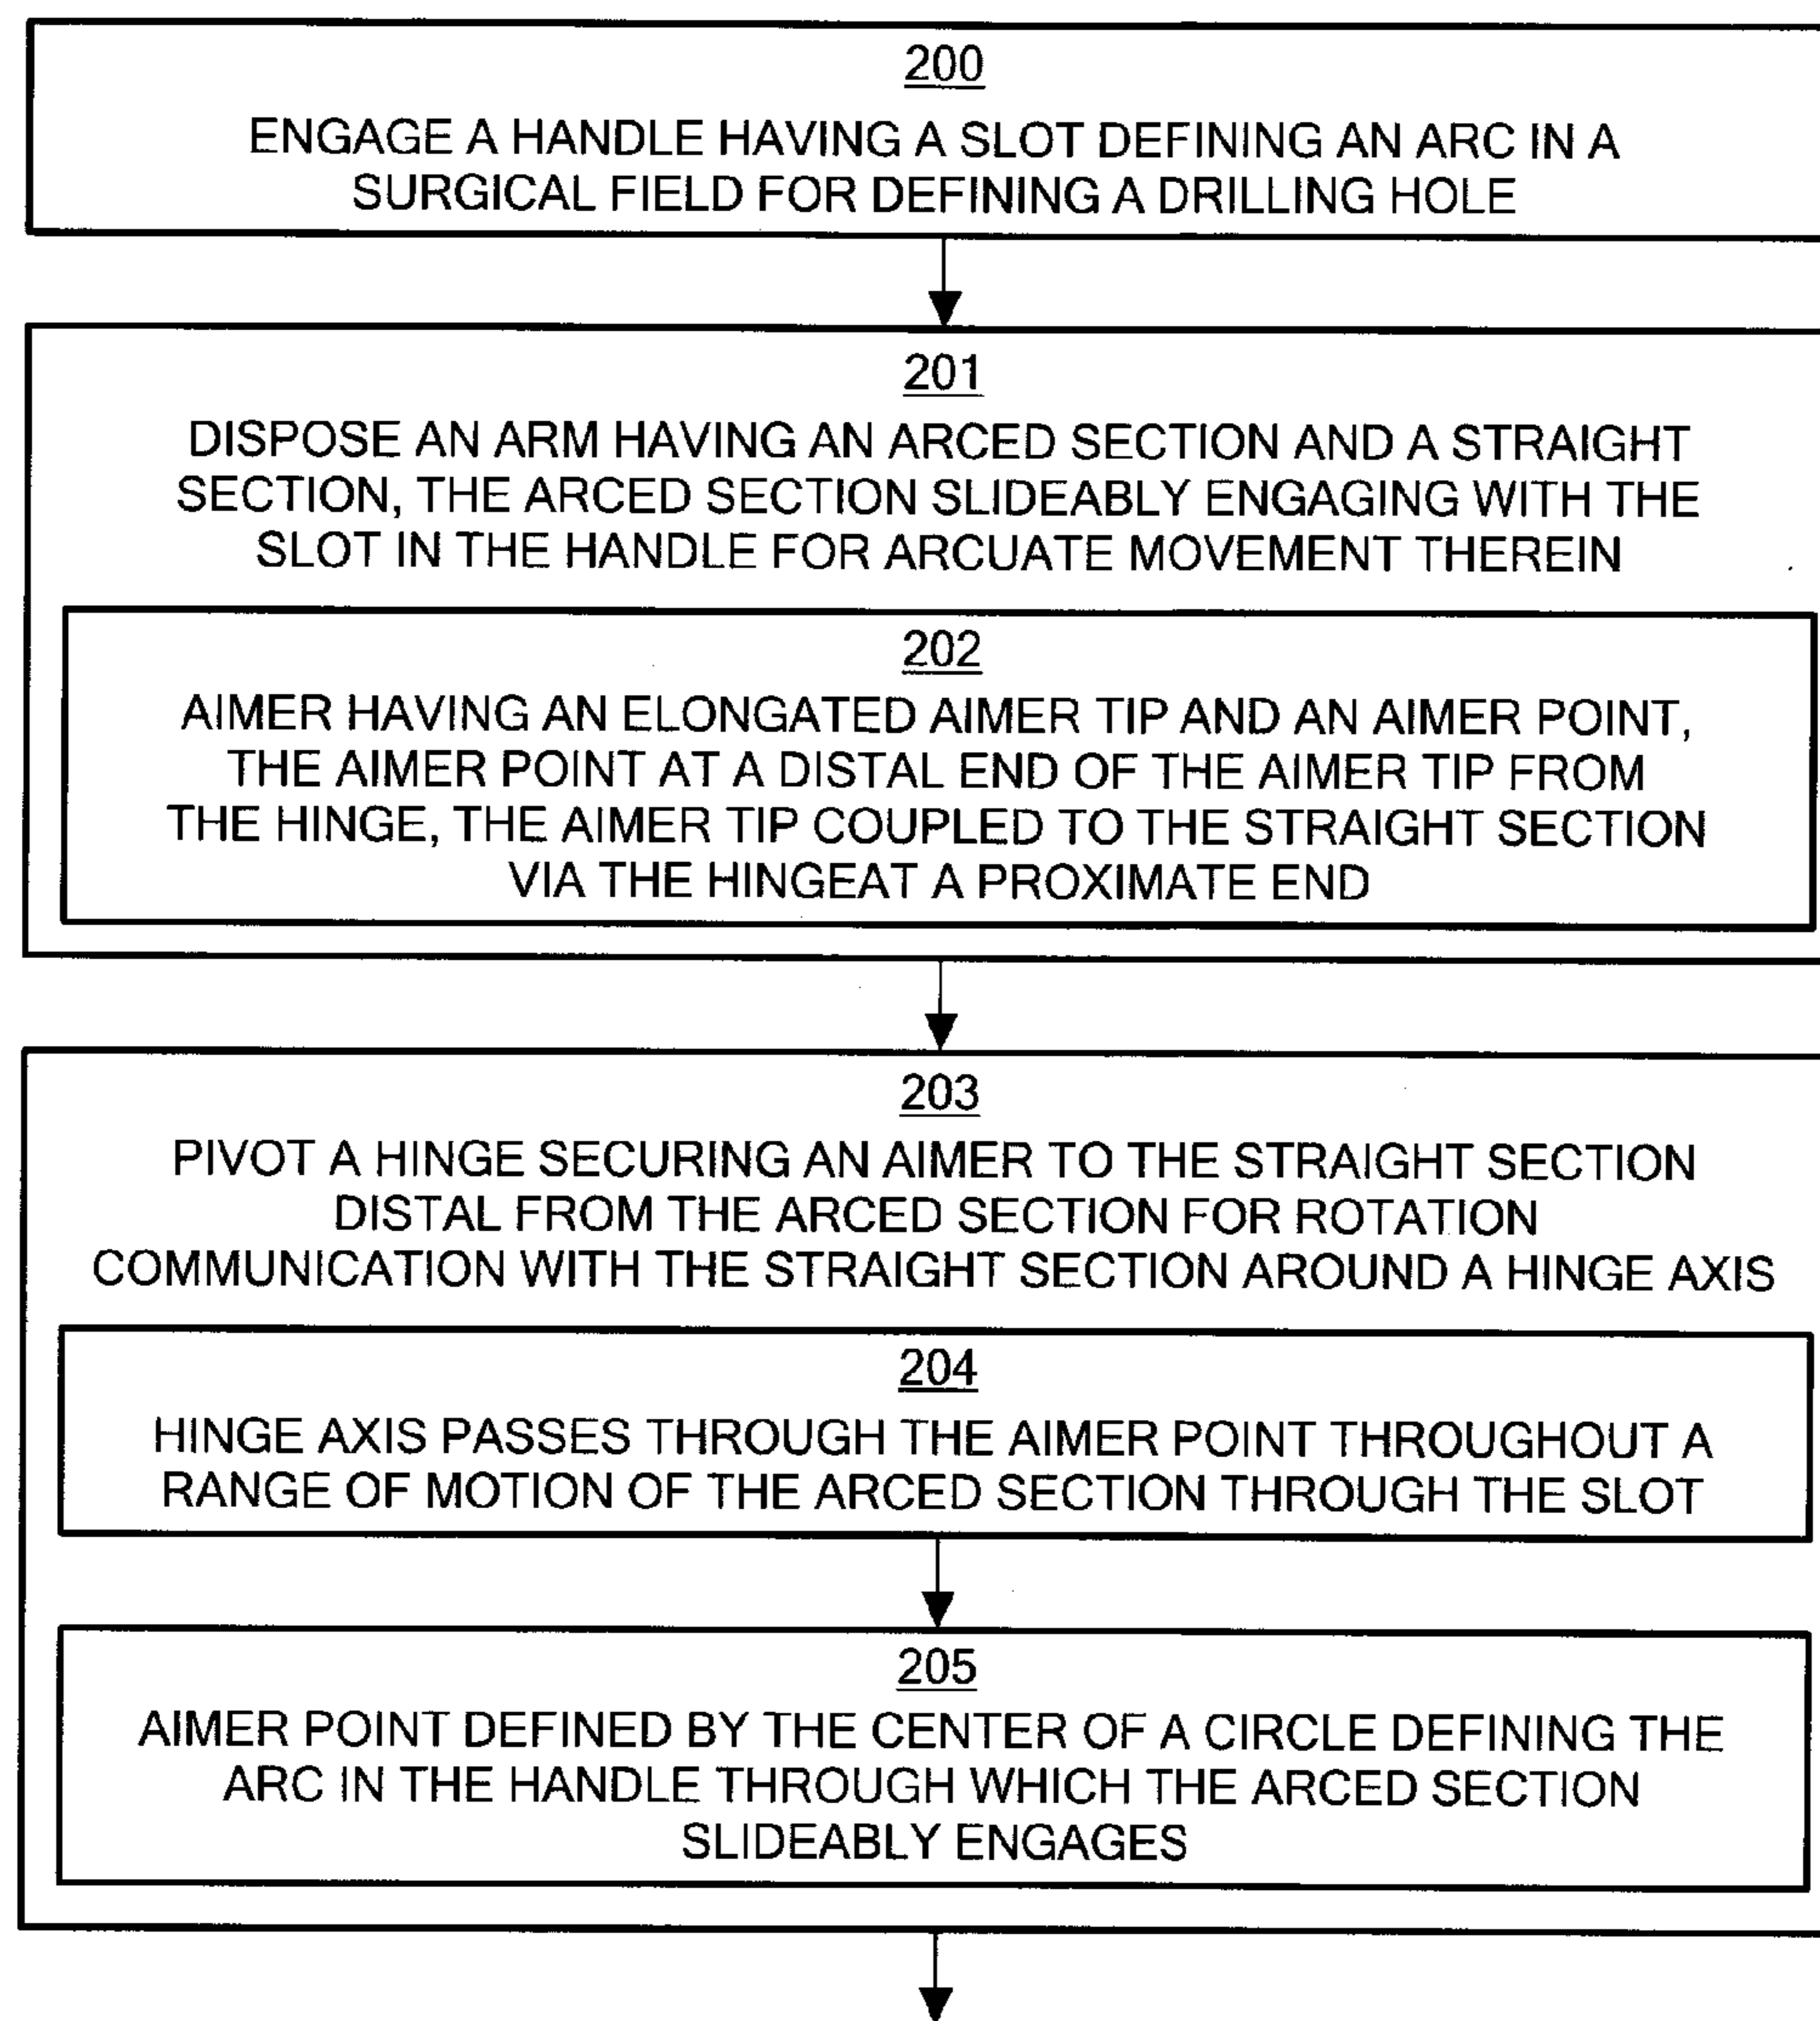 200
ENGAGE A HANDLE HAVING A SLOT DEFINING AN ARC IN A
SURGICAL FIELD FOR DEFINING A DRILLING HOLE
201
DISPOSE AN ARM HAVING AN ARCED SECTION AND A STRAIGHT
SECTION, THE ARCED SECTION SLIDEABLY ENGAGING WITH THE
SLOT IN THE HANDLE FOR ARCUATE MOVEMENT THEREIN
202
AIMER HAVING AN ELONGATED AIMER TIP AND AN AIMER POINT,
THE AIMER POINT AT A DISTAL END OF THE AIMER TIP FROM
THE HINGE, THE AIMER TIP COUPLED TO THE STRAIGHT SECTION
VIA THE HINGEAT A PROXIMATE END
203
PIVOT A HINGE SECURING AN AIMER TO THE STRAIGHT SECTION
DISTAL FROM THE ARCED SECTION FOR ROTATION
COMMUNICATION WITH THE STRAIGHT SECTION AROUND A HINGE AXIS
204
HINGE AXIS PASSES THROUGH THE AIMER POINT THROUGHOUT A
RANGE OF MOTION OF THE ARCED SECTION THROUGH THE SLOT
205
AIMER POINT DEFINED BY THE CENTER OF A CIRCLE DEFINING THE
ARC IN THE HANDLE THROUGH WHICH THE ARCED SECTION
SLIDEABLY ENGAGES